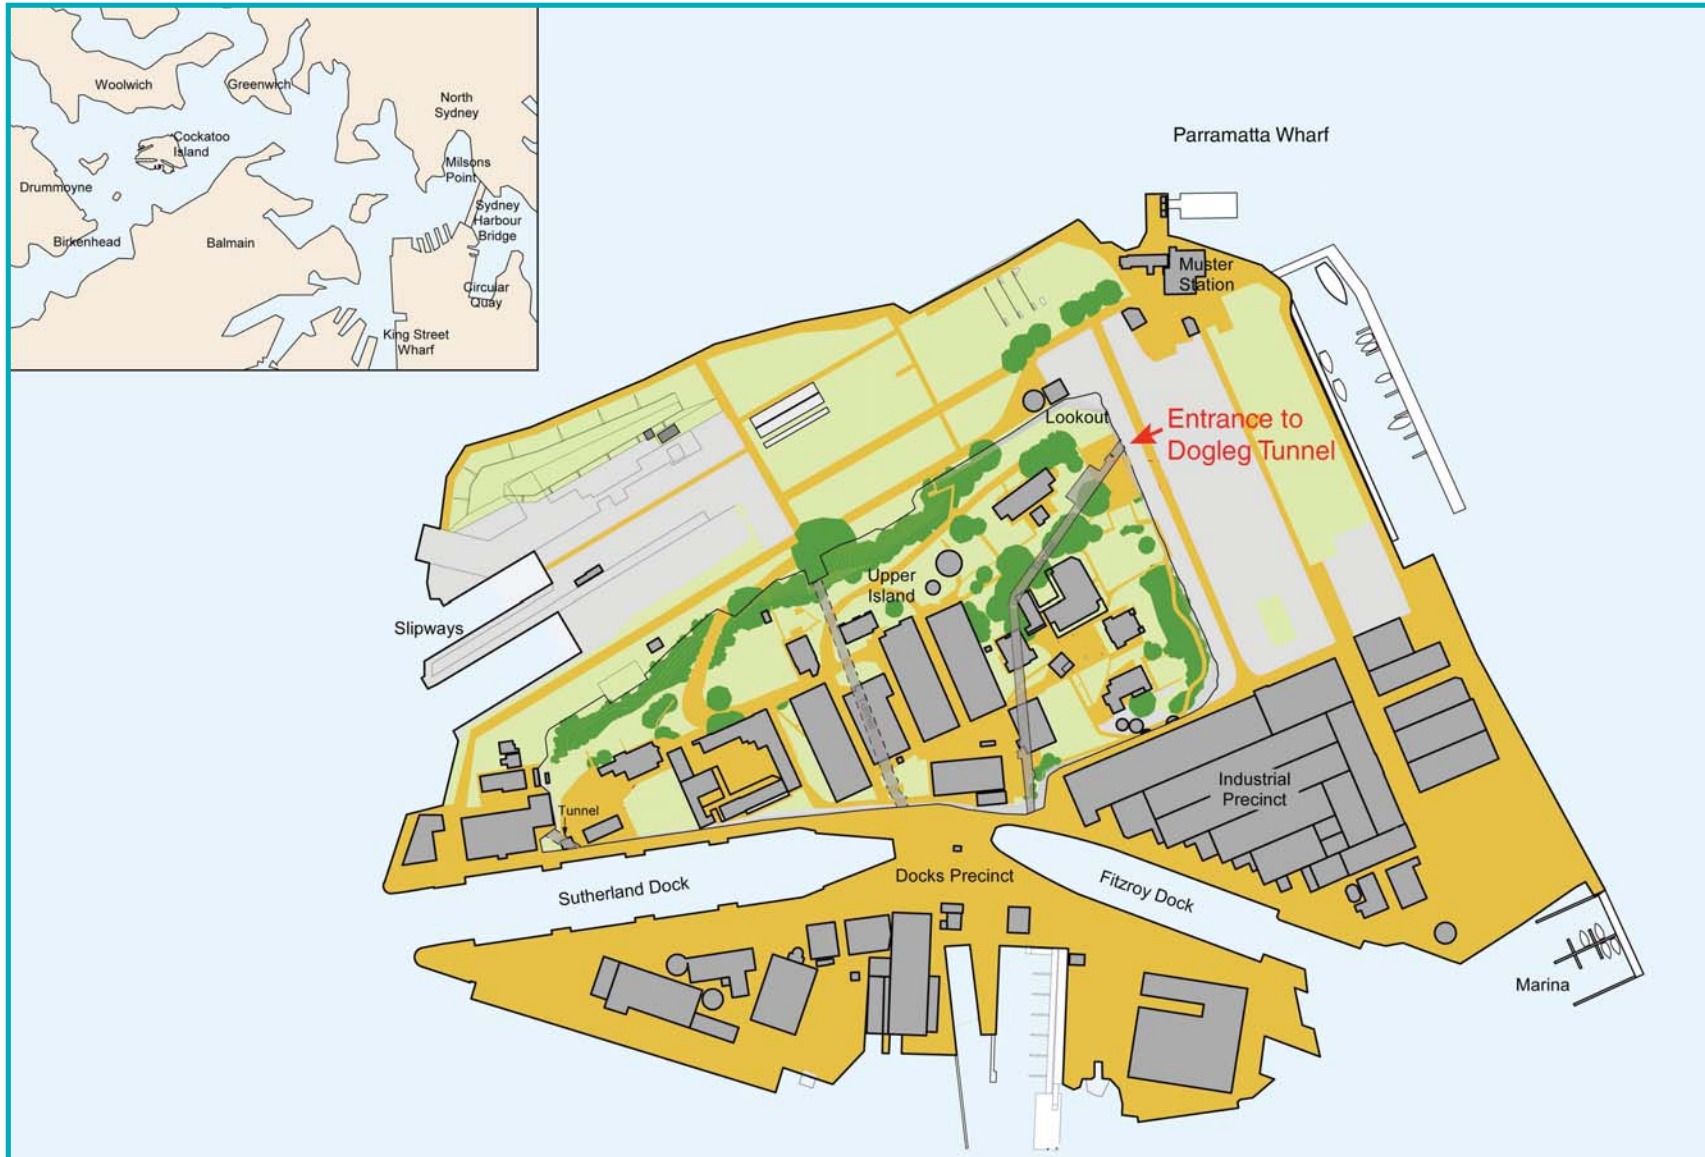 Woolwich
Greenwich
North
Sydney
Cockatoo
Island
Milsons
Point
Drummoyne
Sydney
Harbour
Bridge
Birkenhead
Balmain
Circular
Quay
King Street
Wharf
Parramatta Wharf
Muster
Station
Lookout
Entrance to
Dogleg Tunnel
Upper
Island
Slipways
Industrial
Precinct
Tunnel
Sutherland Dock
Docks Precinct
Fitzroy Dock
Marina